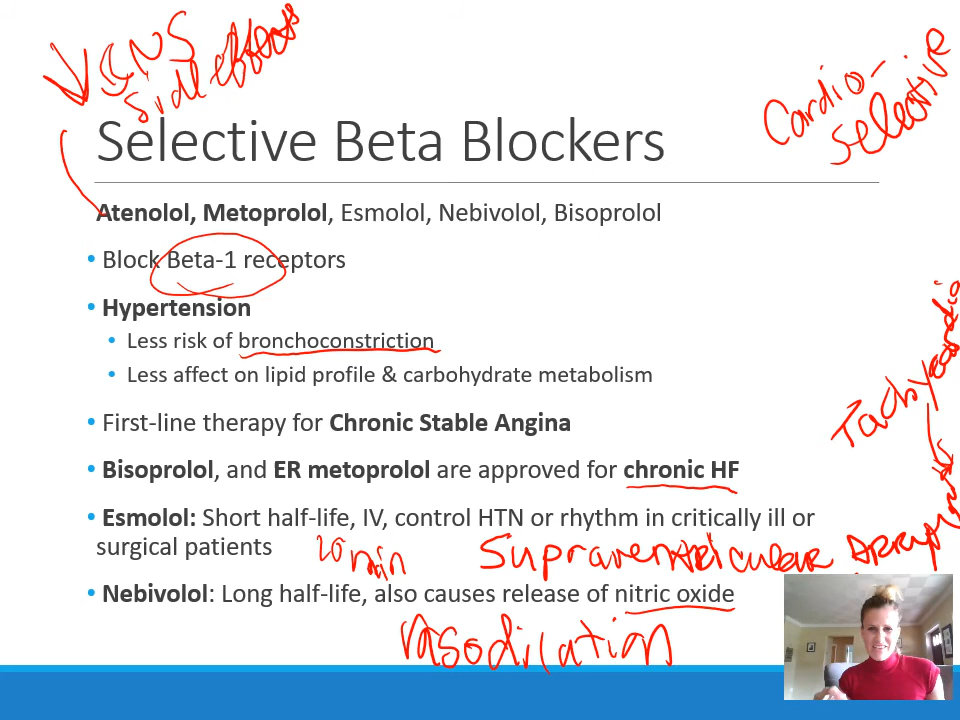 ↓ CNS
side effects
Cardio-
selective
Selective Beta Blockers
Atenolol, Metoprolol, Esmolol, Nebivolol, Bisoprolol
• Block Beta-1 receptors
• Hypertension
• Less risk of bronchoconstriction
• Less affect on lipid profile & carbohydrate metabolism
Tachycardia
• First-line therapy for Chronic Stable Angina
• Bisoprolol, and ER metoprolol are approved for chronic HF
• Esmolol: Short half-life, IV, control HTN or rhythm in critically ill or
surgical patients
min
Supraventricular
• Nebivolol: Long half-life, also causes release of nitric oxide
vasodilation